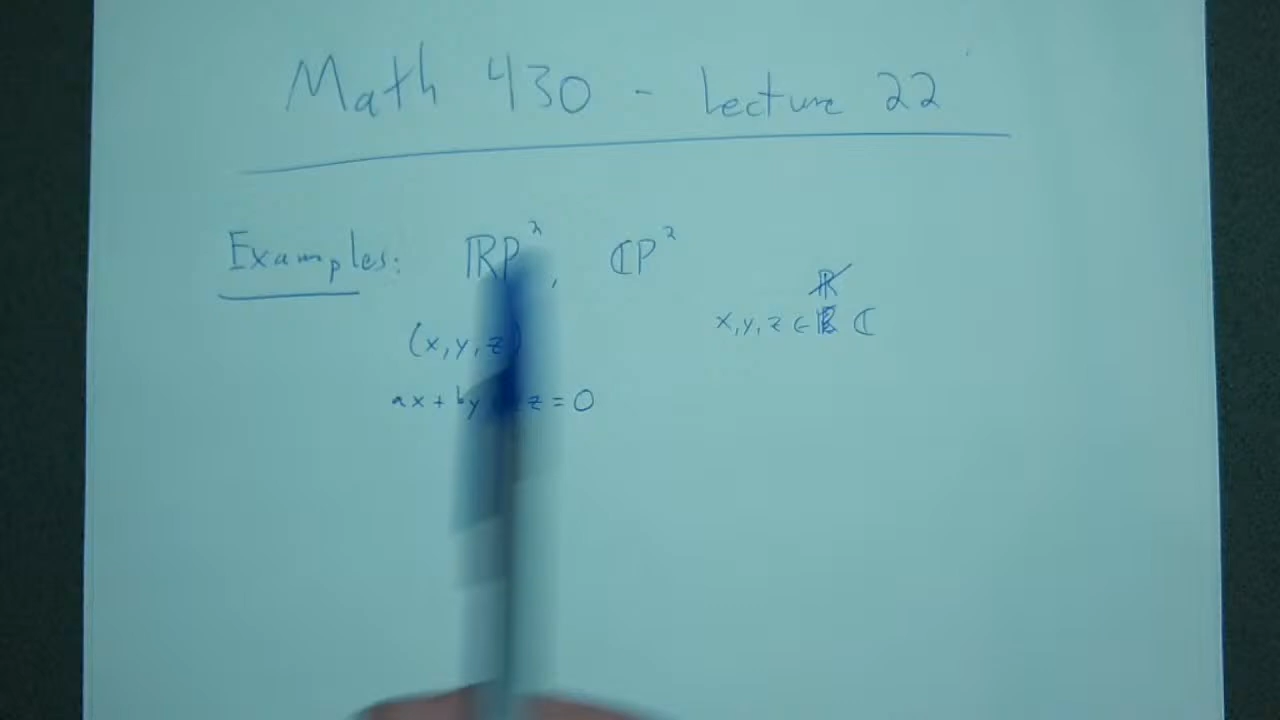 Math 430 - Lecture 22
Examples: ℝP², ℂP²
ℝ
(x, y, z) x, y, z ∈ ℂ
ax + by z = 0